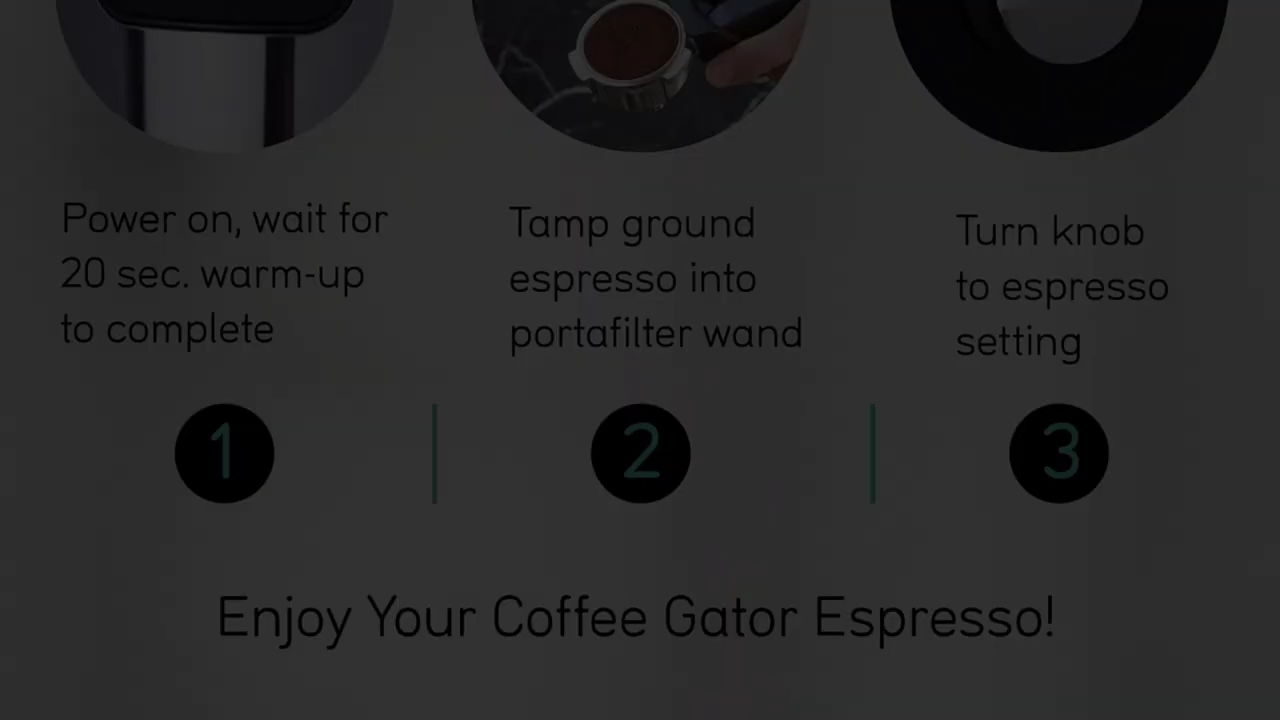 Power on, wait for
20 sec. warm-up
to complete
Tamp ground
espresso into
portafilter wand
Turn knob
to espresso
setting
1
2
3
Enjoy Your Coffee Gator Espresso!